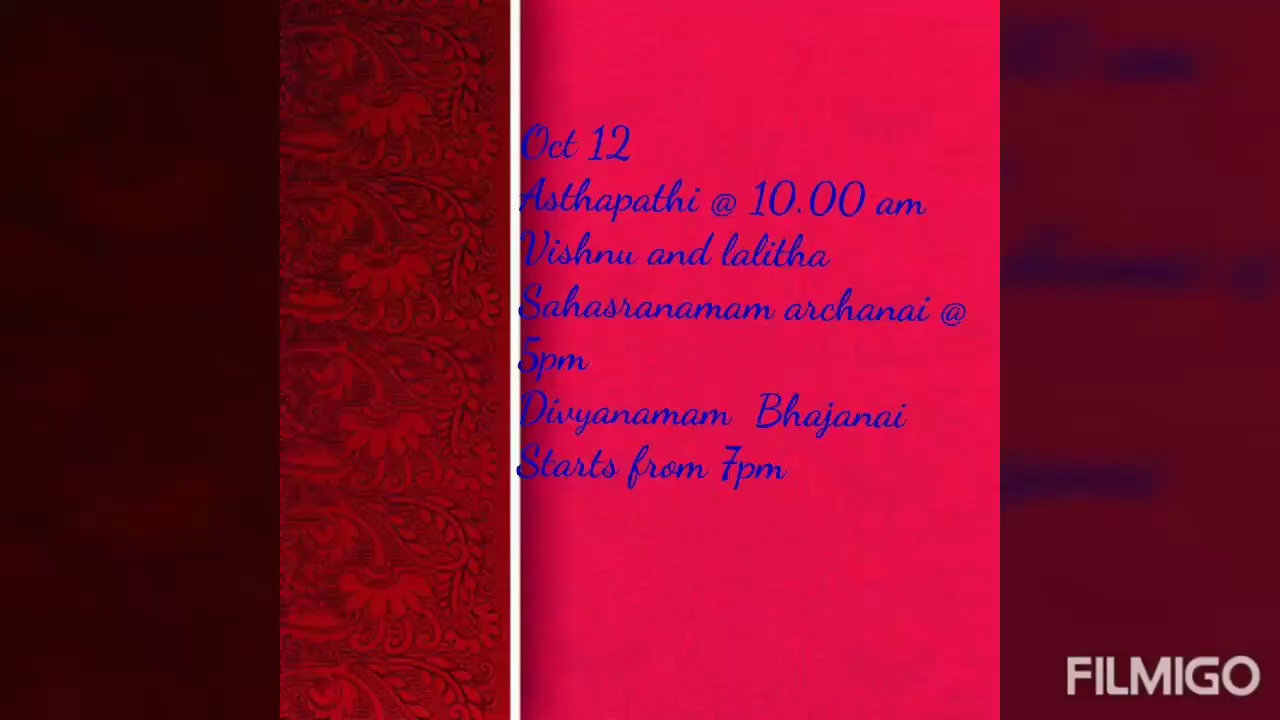 Oct 12
Asthapathi @ 10.00 am
Vishnu and lalitha
Sahasranamam archanai @
5pm
Divyanamam Bhajanai
Starts from 7pm
FILMIGO